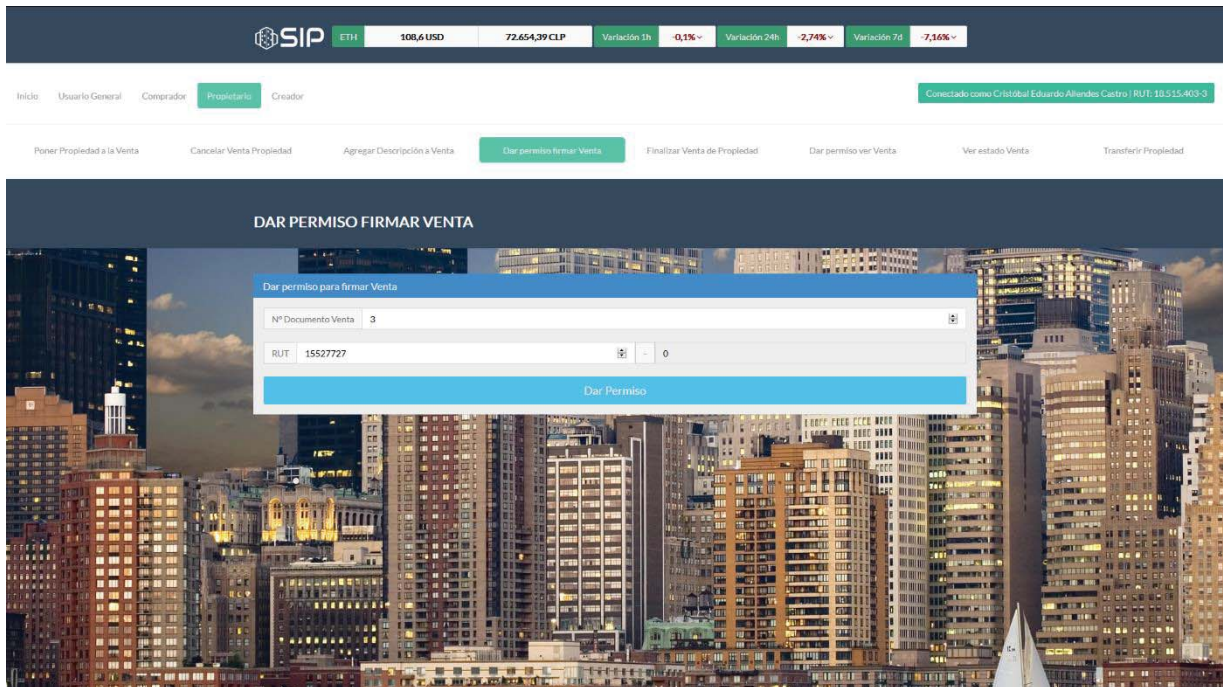 SIP ETH 108,6 USD 72.654,39 CLP Variación 1h -0,1% Variación 24h -2,74% Variación 7d -7,16%
Inicio Usuario General Comprador Propietario Creador Conectado como Cristóbal Eduardo Allendes Castro | RUT: 18.515.403-3
Poner Propiedad a la Venta Cancelar Venta Propiedad Agregar Descripción a Venta Dar permiso firmar Venta Finalizar Venta de Propiedad Dar permiso ver Venta Ver estado Venta Transferir Propiedad
DAR PERMISO FIRMAR VENTA
Dar permiso para firmar Venta
Nº Documento Venta 3
RUT 15527727 - 0
Dar Permiso